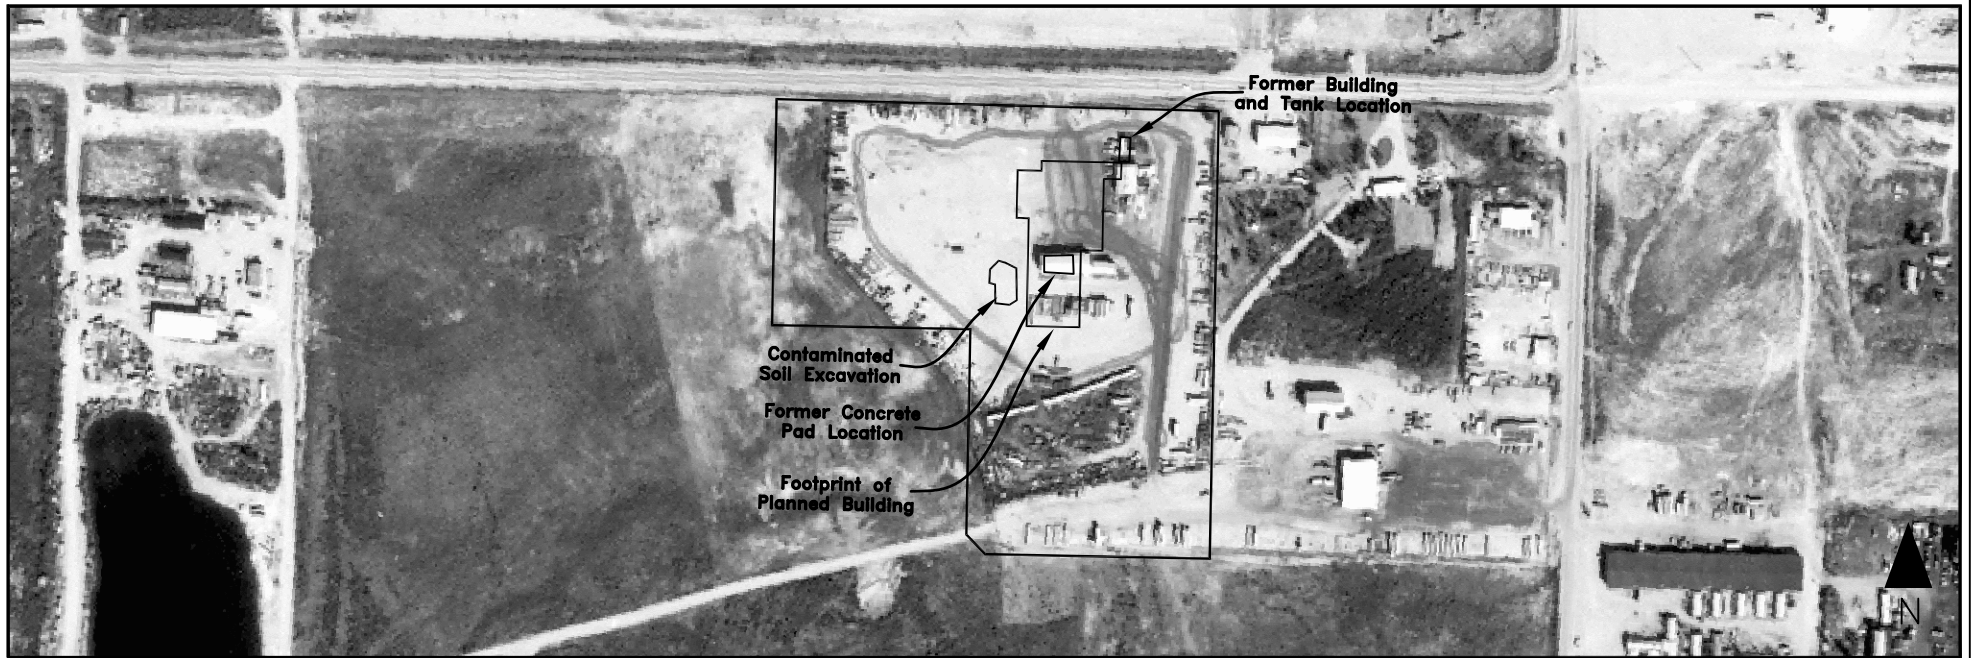 Former Building
and Tank Location
Contaminated
Soil Excavation
Former Concrete
Pad Location
Footprint of
Planned Building
N